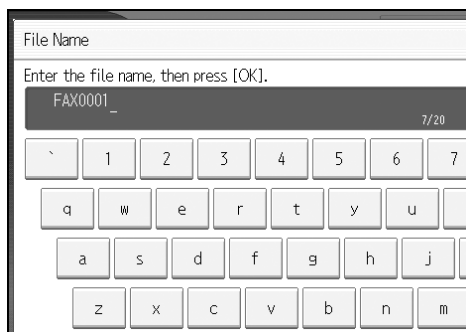 File Name
Enter the file name, then press [OK].
FAX0001_
7/20
` 1 2 3 4 5 6 7
q w e r t y u
a s d f g h j
z x c v b n m